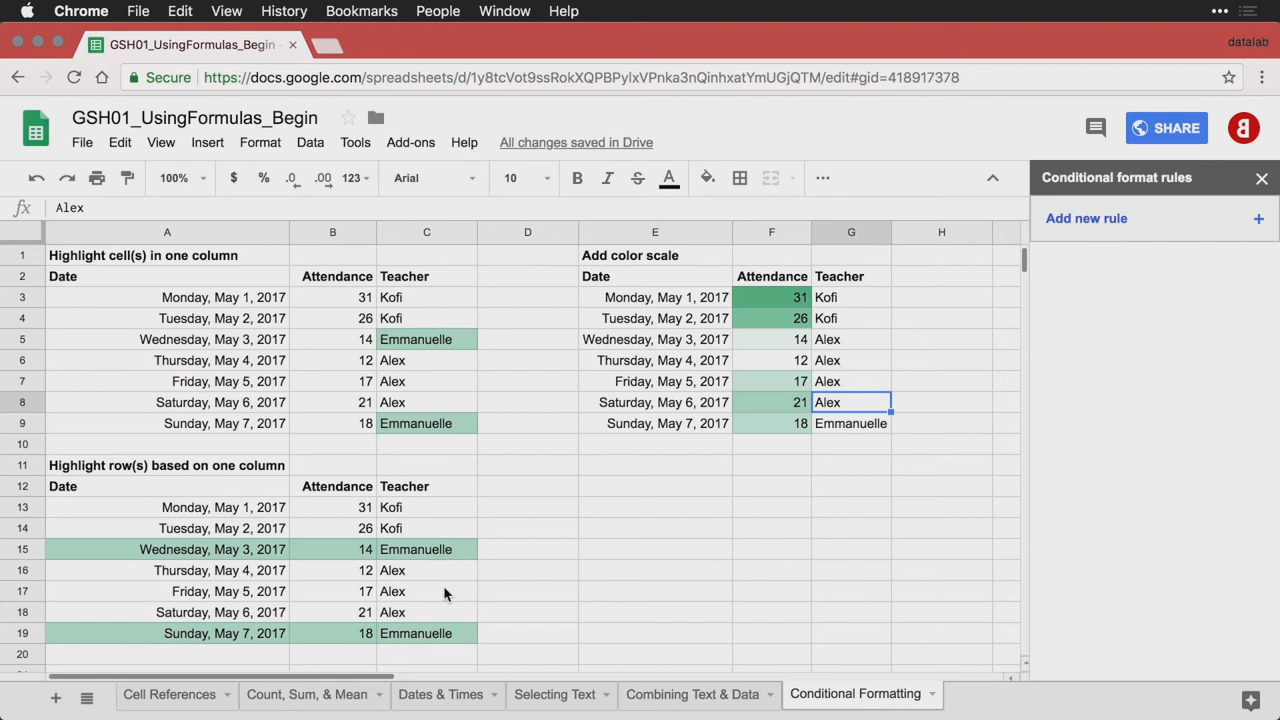 Chrome File Edit View History Bookmarks People Window Help
GSH01_UsingFormulas_Begin
datalab
Secure https://docs.google.com/spreadsheets/d/1y8tcVot9ssRokXQPBPylxVPnka3nQinhxatYmUGjQTM/edit#gid=418917378
GSH01_UsingFormulas_Begin
File Edit View Insert Format Data Tools Add-ons Help All changes saved in Drive
SHARE
100% $ % .0 .00 123 Arial 10 B I S A
Conditional format rules
fx Alex
Add new rule +
A B C D E F G H
1 Highlight cell(s) in one column Add color scale
2 Date Attendance Teacher Date Attendance Teacher
3 Monday, May 1, 2017 31 Kofi Monday, May 1, 2017 31 Kofi
4 Tuesday, May 2, 2017 26 Kofi Tuesday, May 2, 2017 26 Kofi
5 Wednesday, May 3, 2017 14 Emmanuelle Wednesday, May 3, 2017 14 Alex
6 Thursday, May 4, 2017 12 Alex Thursday, May 4, 2017 12 Alex
7 Friday, May 5, 2017 17 Alex Friday, May 5, 2017 17 Alex
8 Saturday, May 6, 2017 21 Alex Saturday, May 6, 2017 21 Alex
9 Sunday, May 7, 2017 18 Emmanuelle Sunday, May 7, 2017 18 Emmanuelle
10
11 Highlight row(s) based on one column
12 Date Attendance Teacher
13 Monday, May 1, 2017 31 Kofi
14 Tuesday, May 2, 2017 26 Kofi
15 Wednesday, May 3, 2017 14 Emmanuelle
16 Thursday, May 4, 2017 12 Alex
17 Friday, May 5, 2017 17 Alex
18 Saturday, May 6, 2017 21 Alex
19 Sunday, May 7, 2017 18 Emmanuelle
20
Cell References Count, Sum, & Mean Dates & Times Selecting Text Combining Text & Data Conditional Formatting